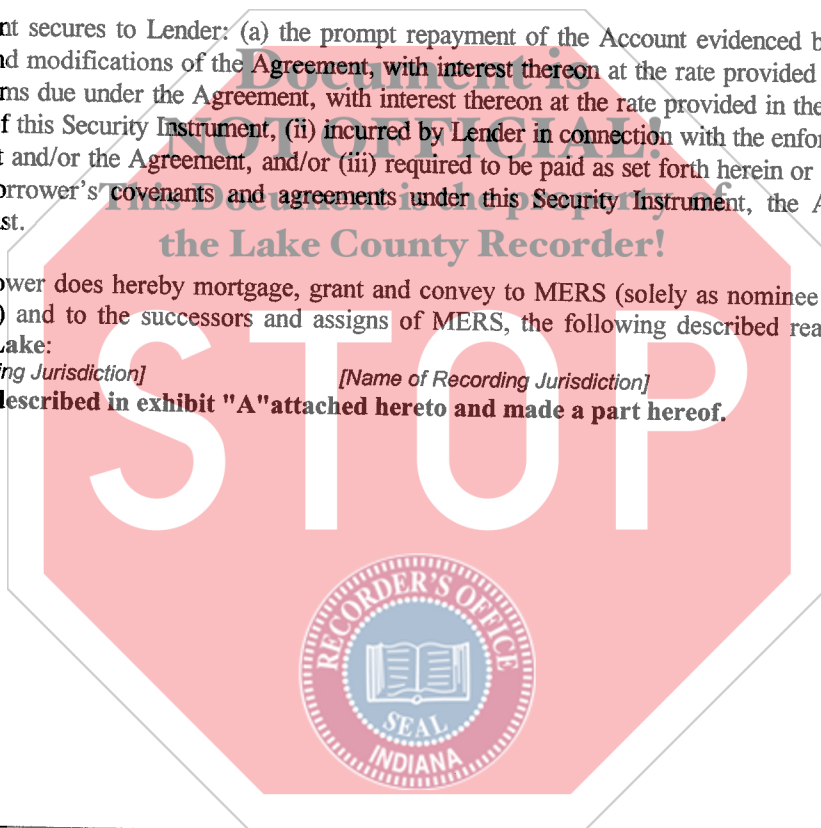 nt secures to Lender: (a) the prompt repayment of the Account evidenced b
nd modifications of the Agreement, with interest thereon at the rate provided
ms due under the Agreement, with interest thereon at the rate provided in the
f this Security Instrument, (ii) incurred by Lender in connection with the enfor
t and/or the Agreement, and/or (iii) required to be paid as set forth herein or
orrower's covenants and agreements under this Security Instrument, the A
st.
Document is
NOT OFFICIAL!
This Document is the property of
the Lake County Recorder!
ower does hereby mortgage, grant and convey to MERS (solely as nominee
) and to the successors and assigns of MERS, the following described rea
Lake:
ing Jurisdiction] [Name of Recording Jurisdiction]
described in exhibit "A"attached hereto and made a part hereof.
STOP
RECORDER'S OFFICE
SEAL
INDIANA